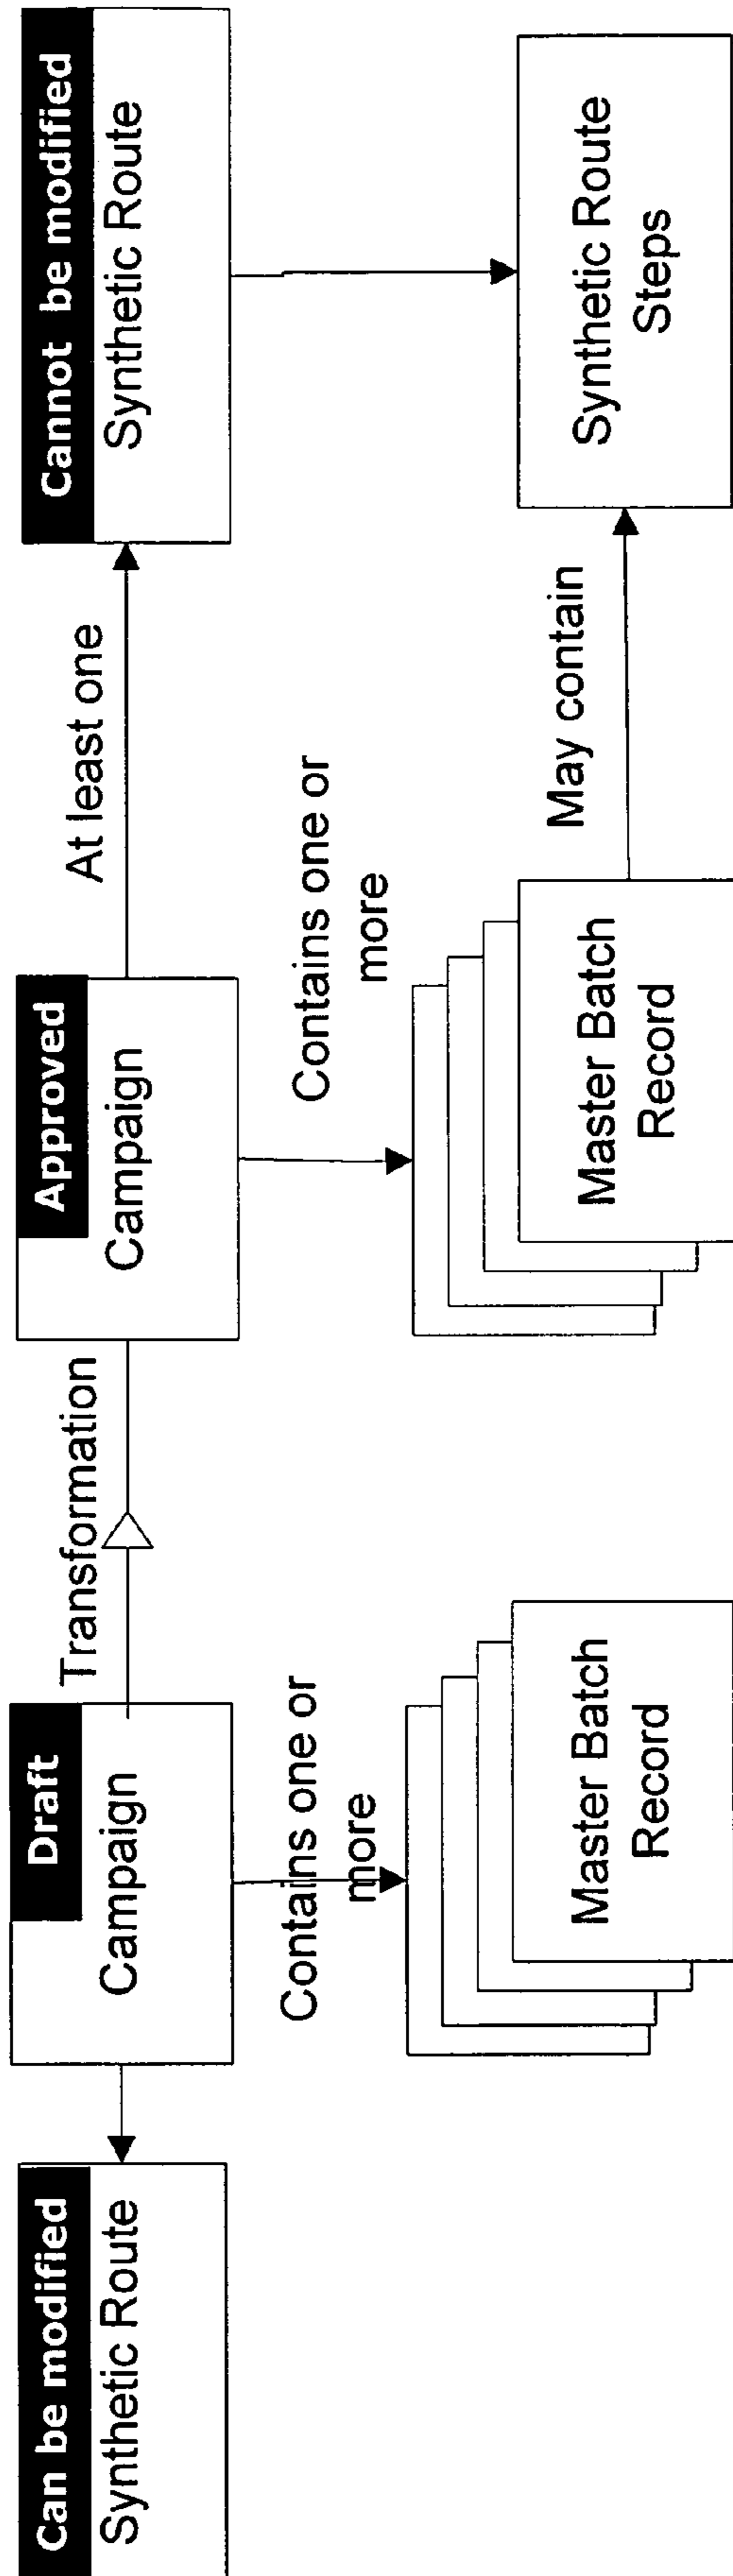 Can be modified
Synthetic Route
Draft
Campaign
Transformation
Approved
Campaign
At least one
Cannot be modified
Synthetic Route
Contains one or
more
Master Batch
Record
Contains one or
more
Master Batch
Record
May contain
Synthetic Route
Steps